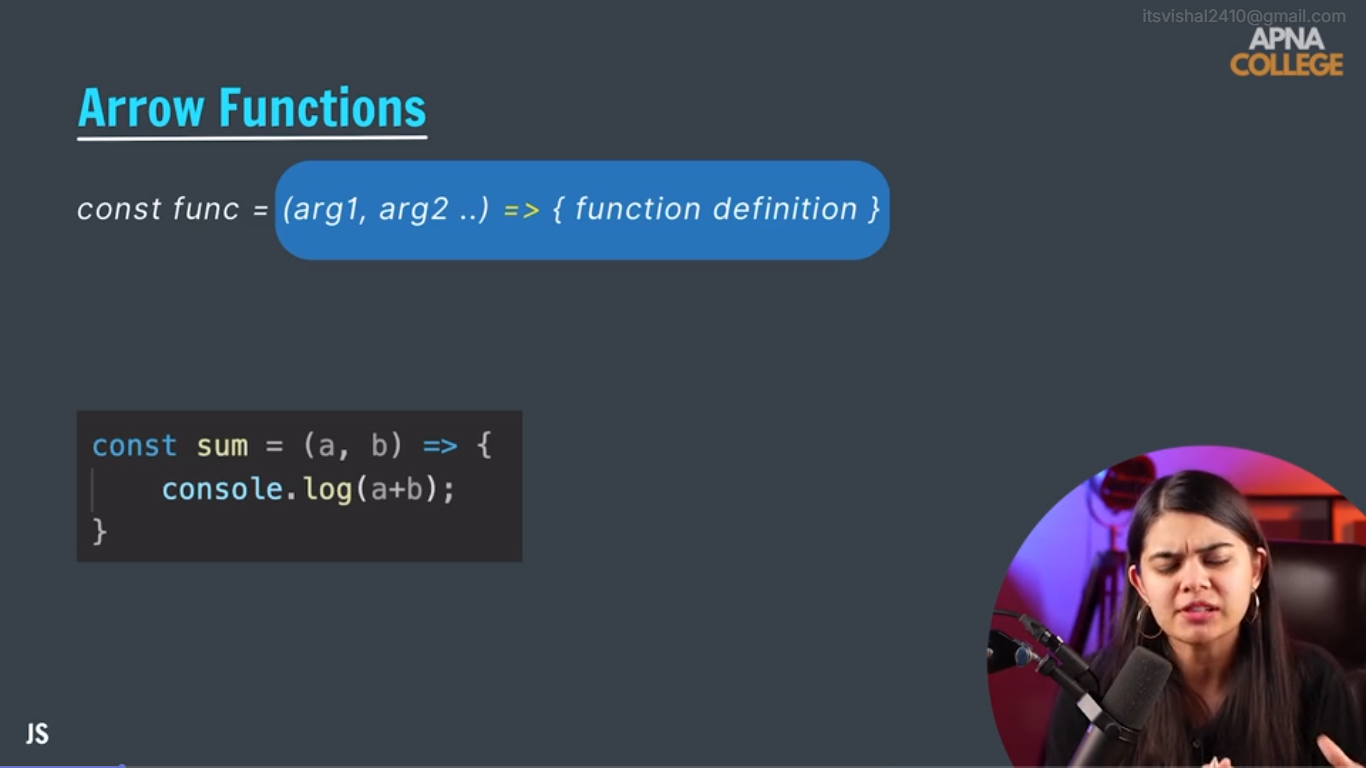 itsvishal2410@gmail.com
APNA
COLLEGE
Arrow Functions
const func = (arg1, arg2 ..) => { function definition }
const sum = (a, b) => {
    console.log(a+b);
}
JS